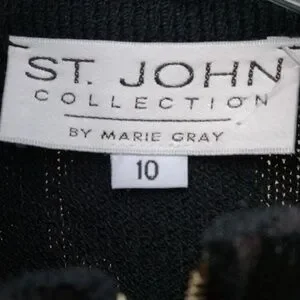 ST. JOHN
COLLECTION
BY MARIE GRAY
10